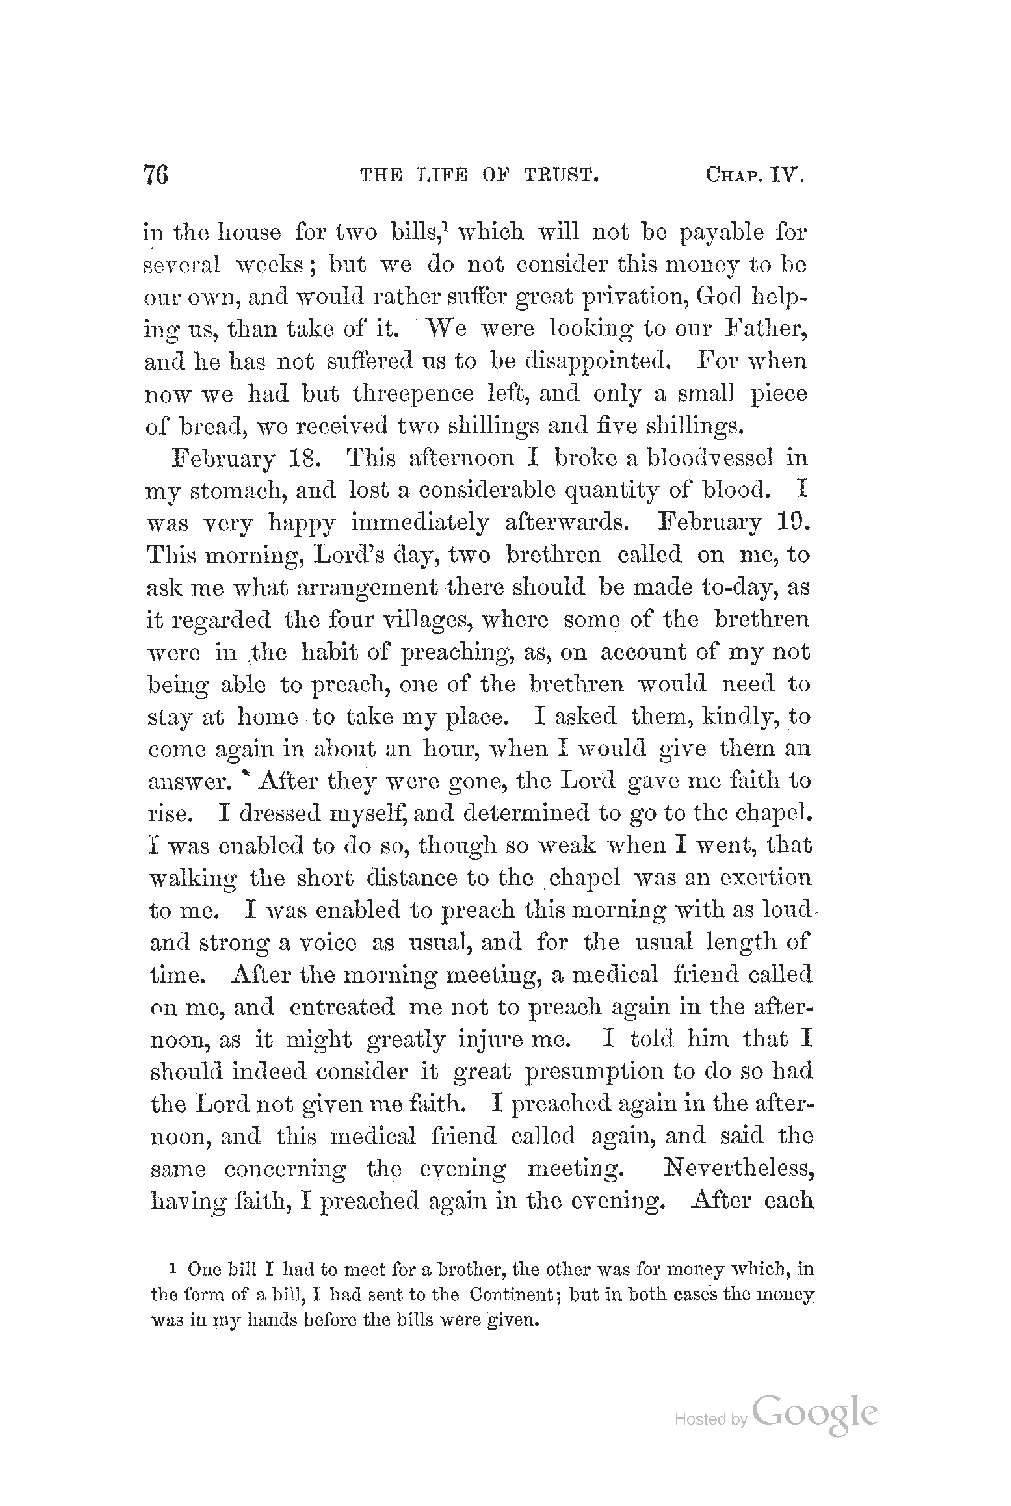 76 THE LIFE OF TRUST. CHAP. IV.
in the house for two bills,¹ which will not be payable for
several weeks; but we do not consider this money to be
our own, and would rather suffer great privation, God help-
ing us, than take of it. We were looking to our Father,
and he has not suffered us to be disappointed. For when
now we had but threepence left, and only a small piece
of bread, we received two shillings and five shillings.
February 18. This afternoon I broke a bloodvessel in
my stomach, and lost a considerable quantity of blood. I
was very happy immediately afterwards. February 19.
This morning, Lord's day, two brethren called on me, to
ask me what arrangement there should be made to-day, as
it regarded the four villages, where some of the brethren
were in the habit of preaching, as, on account of my not
being able to preach, one of the brethren would need to
stay at home to take my place. I asked them, kindly, to
come again in about an hour, when I would give them an
answer. After they were gone, the Lord gave me faith to
rise. I dressed myself, and determined to go to the chapel.
I was enabled to do so, though so weak when I went, that
walking the short distance to the chapel was an exertion
to me. I was enabled to preach this morning with as loud
and strong a voice as usual, and for the usual length of
time. After the morning meeting, a medical friend called
on me, and entreated me not to preach again in the after-
noon, as it might greatly injure me. I told him that I
should indeed consider it great presumption to do so had
the Lord not given me faith. I preached again in the after-
noon, and this medical friend called again, and said the
same concerning the evening meeting. Nevertheless,
having faith, I preached again in the evening. After each
1 One bill I had to meet for a brother, the other was for money which, in
the form of a bill, I had sent to the Continent; but in both cases the money
was in my hands before the bills were given.
Hosted by Google